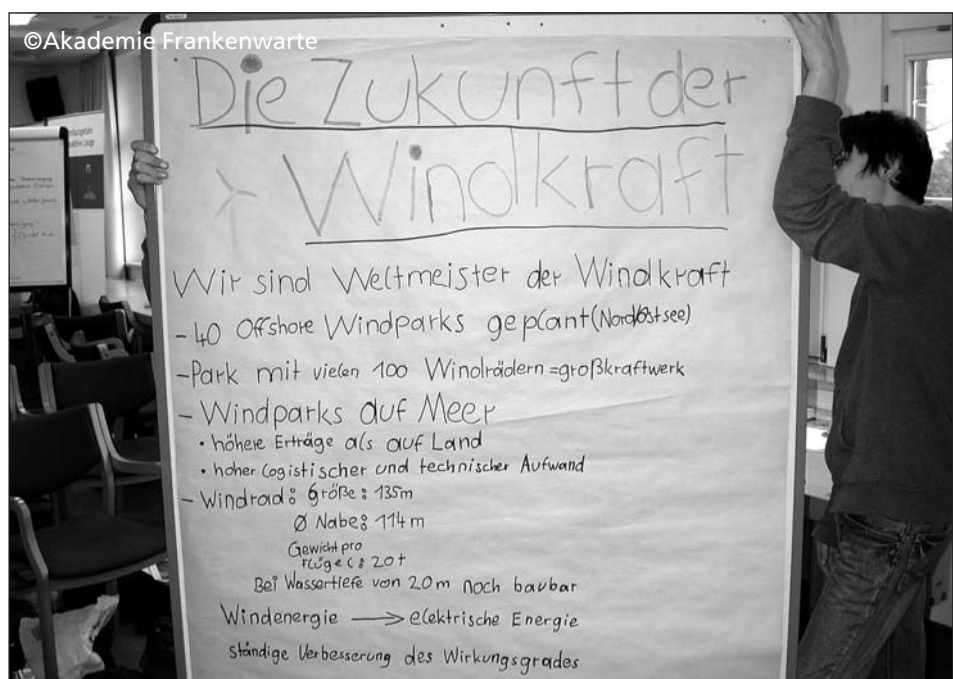 ©Akademie Frankenwarte
Die Zukunft der
Windkraft
Wir sind Weltmeister der Windkraft
- 40 Offshore Windparks geplant (Nord/Ostsee)
- Park mit vielen 100 Windrädern = großkraftwerk
- Windparks auf Meer
• höhere Erträge als auf Land
• hoher logistischer und technischer Aufwand
- Windrad: Größe: 135m
Ø Nabe: 114m
Gewicht pro
Flügel: 20t
Bei Wassertiefe von 20m noch baubar
Windenergie → elektrische Energie
ständige Verbesserung des Wirkungsgrades